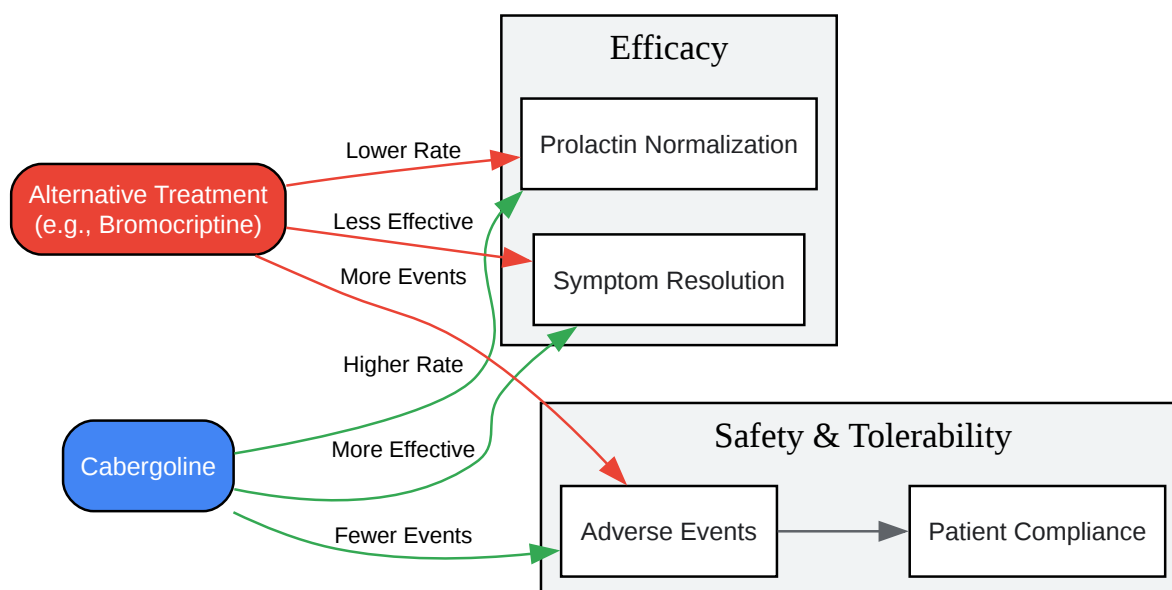 Efficacy
Prolactin Normalization
Lower Rate
Alternative Treatment
(e.g., Bromocriptine)
Less Effective
Symptom Resolution
More Events
Higher Rate
Safety & Tolerability
More Effective
Cabergoline
Fewer Events
Adverse Events
Patient Compliance